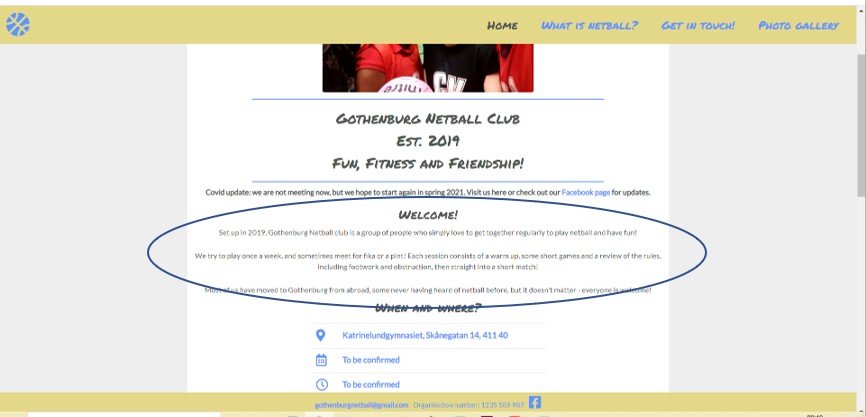 Home What is netball? Get in touch! Photo gallery
Gothenburg Netball Club
Est. 2019
Fun, Fitness and Friendship!
Covid update: we are not meeting now, but we hope to start again in spring 2021. Visit us here or check out our Facebook page for updates.
Welcome!
Set up in 2019, Gothenburg Netball club is a group of people who simply love to get together regularly to play netball and have fun!
We try to play once a week, and sometimes meet for fika or a pint! Each session consists of a warm up, some short games and a review of the rules,
including footwork and obstruction, then straight into a short match!
Most of us have moved to Gothenburg from abroad, some never having heard of netball before, but it doesn't matter - everyone is welcome!
When and where?
Katrinelundgymnasiet, Skånegatan 14, 411 40
To be confirmed
To be confirmed
gothenburgnetball@gmail.com Organisation number: 1235 569 987